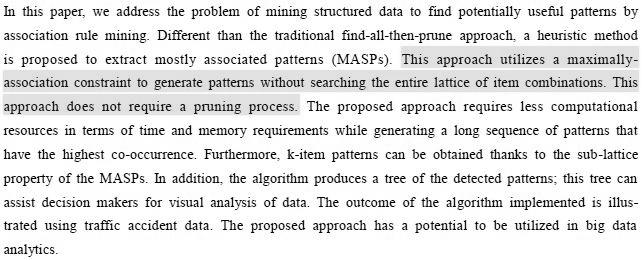 In this paper, we address the problem of mining structured data to find potentially useful patterns by
association rule mining. Different than the traditional find-all-then-prune approach, a heuristic method
is proposed to extract mostly associated patterns (MASPs). This approach utilizes a maximally-
association constraint to generate patterns without searching the entire lattice of item combinations. This
approach does not require a pruning process. The proposed approach requires less computational
resources in terms of time and memory requirements while generating a long sequence of patterns that
have the highest co-occurrence. Furthermore, k-item patterns can be obtained thanks to the sub-lattice
property of the MASPs. In addition, the algorithm produces a tree of the detected patterns; this tree can
assist decision makers for visual analysis of data. The outcome of the algorithm implemented is illus-
trated using traffic accident data. The proposed approach has a potential to be utilized in big data
analytics.